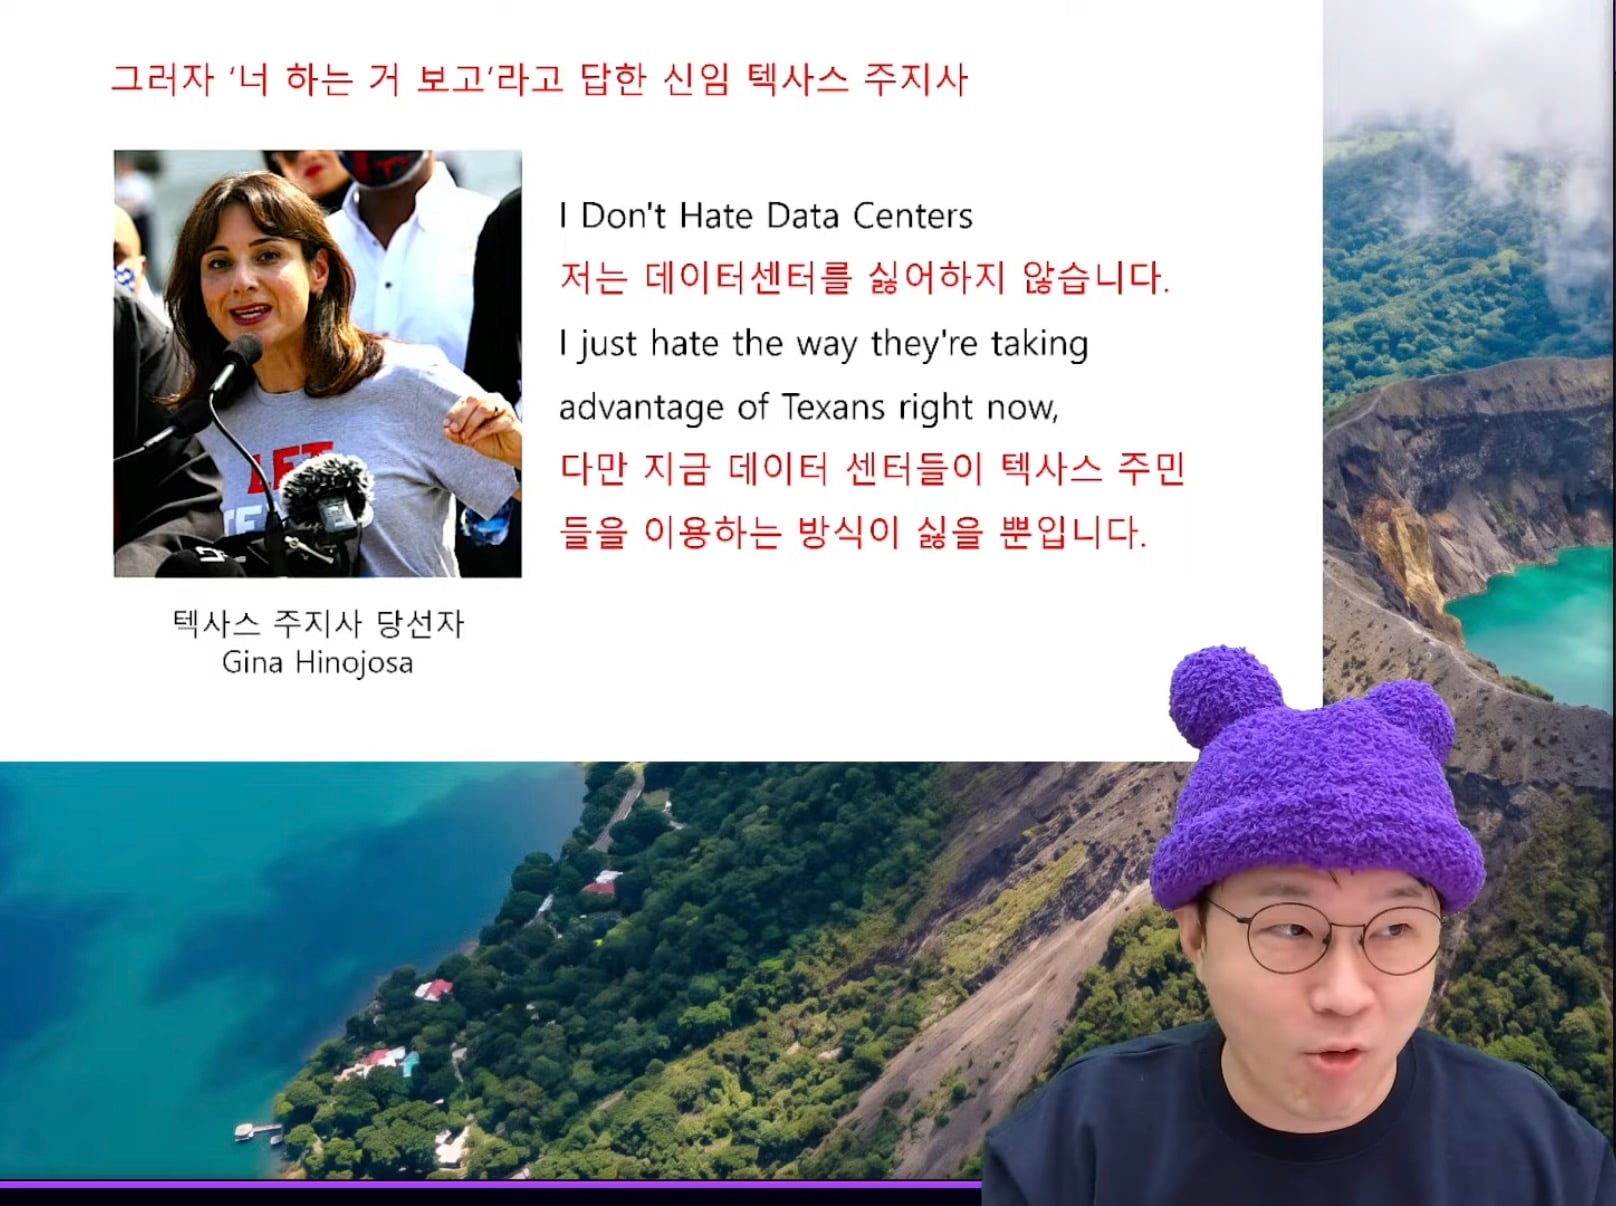 그러자 ‘너 하는 거 보고’라고 답한 신임 텍사스 주지사
I Don't Hate Data Centers
저는 데이터센터를 싫어하지 않습니다.
I just hate the way they're taking
advantage of Texans right now,
다만 지금 데이터 센터들이 텍사스 주민
들을 이용하는 방식이 싫을 뿐입니다.
LET
텍사스 주지사 당선자
Gina Hinojosa